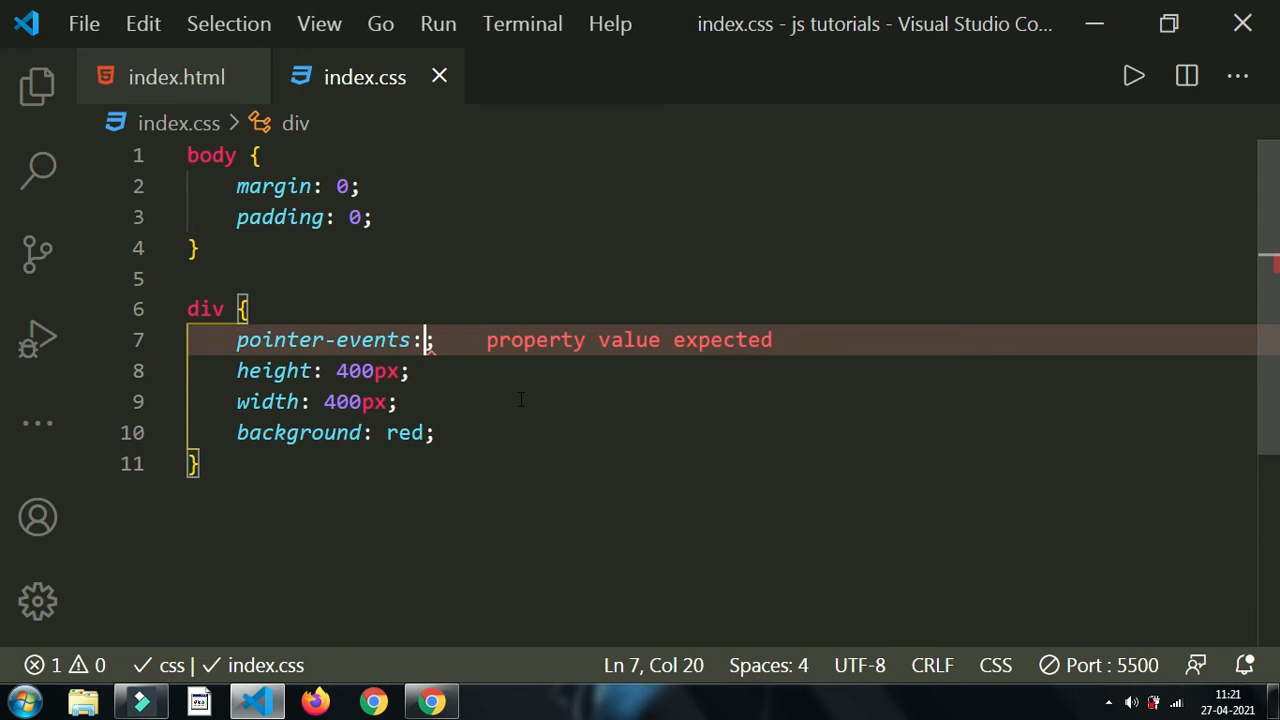 File Edit Selection View Go Run Terminal Help index.css - js tutorials - Visual Studio Co...
index.html index.css
index.css > div
1 body {
2 margin: 0;
3 padding: 0;
4 }
5
6 div {
7 pointer-events:; property value expected
8 height: 400px;
9 width: 400px;
10 background: red;
11 }
1 0 css | index.css Ln 7, Col 20 Spaces: 4 UTF-8 CRLF CSS Port : 5500
11:21
27-04-2021